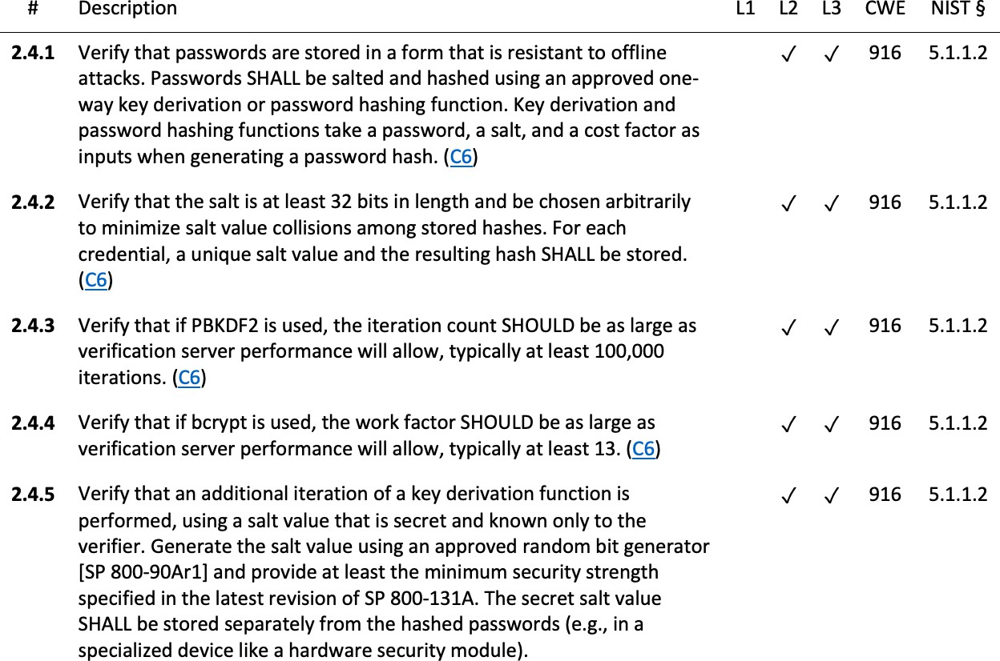 # Description L1 L2 L3 CWE NIST §
2.4.1 Verify that passwords are stored in a form that is resistant to offline ✓ ✓ 916 5.1.1.2
attacks. Passwords SHALL be salted and hashed using an approved one-
way key derivation or password hashing function. Key derivation and
password hashing functions take a password, a salt, and a cost factor as
inputs when generating a password hash. (C6)
2.4.2 Verify that the salt is at least 32 bits in length and be chosen arbitrarily ✓ ✓ 916 5.1.1.2
to minimize salt value collisions among stored hashes. For each
credential, a unique salt value and the resulting hash SHALL be stored.
(C6)
2.4.3 Verify that if PBKDF2 is used, the iteration count SHOULD be as large as ✓ ✓ 916 5.1.1.2
verification server performance will allow, typically at least 100,000
iterations. (C6)
2.4.4 Verify that if bcrypt is used, the work factor SHOULD be as large as ✓ ✓ 916 5.1.1.2
verification server performance will allow, typically at least 13. (C6)
2.4.5 Verify that an additional iteration of a key derivation function is ✓ ✓ 916 5.1.1.2
performed, using a salt value that is secret and known only to the
verifier. Generate the salt value using an approved random bit generator
[SP 800-90Ar1] and provide at least the minimum security strength
specified in the latest revision of SP 800-131A. The secret salt value
SHALL be stored separately from the hashed passwords (e.g., in a
specialized device like a hardware security module).